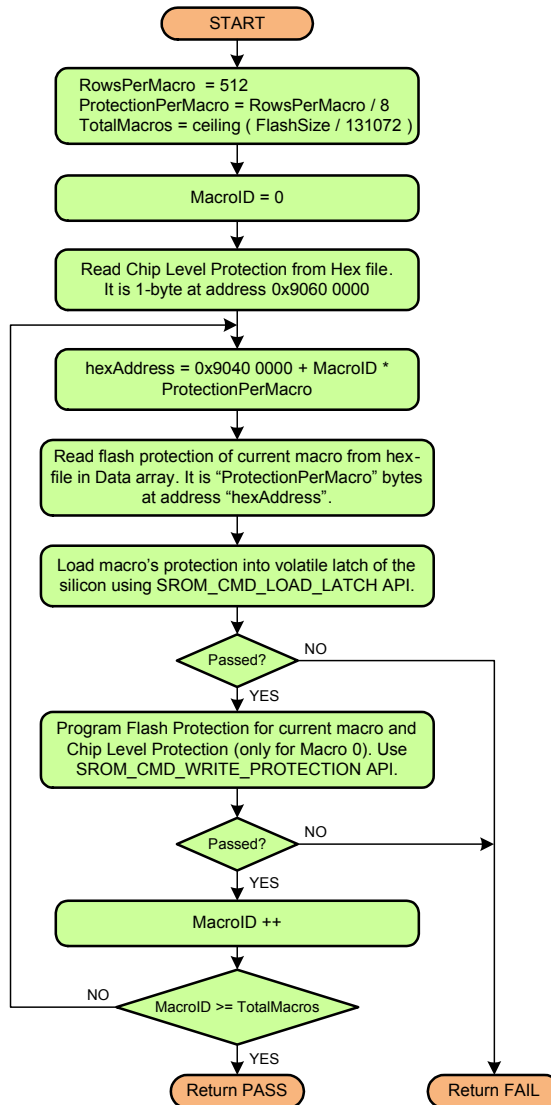 START
RowsPerMacro = 512
ProtectionPerMacro = RowsPerMacro / 8
TotalMacros = ceiling ( FlashSize / 131072 )
MacroID = 0
Read Chip Level Protection from Hex file.
It is 1-byte at address 0x9060 0000
hexAddress = 0x9040 0000 + MacroID *
ProtectionPerMacro
Read flash protection of current macro from hex-
file in Data array. It is “ProtectionPerMacro” bytes
at address “hexAddress”.
Load macro’s protection into volatile latch of the
silicon using SROM_CMD_LOAD_LATCH API.
Passed?
NO
YES
Program Flash Protection for current macro and
Chip Level Protection (only for Macro 0). Use
SROM_CMD_WRITE_PROTECTION API.
Passed?
NO
YES
MacroID ++
NO
MacroID >= TotalMacros
YES
Return PASS
Return FAIL